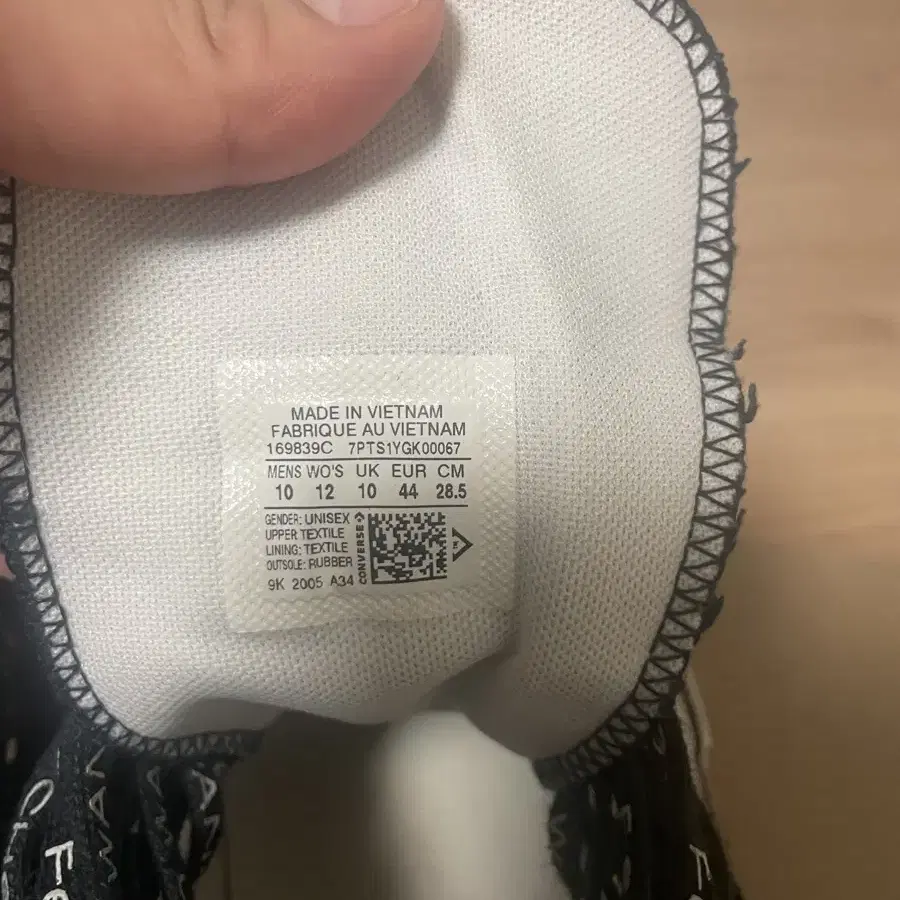 MADE IN VIETNAM
FABRIQUE AU VIETNAM
169839C 7PTS1YGK00067
MENS WO'S UK EUR CM
10 12 10 44 28.5
GENDER: UNISEX
UPPER TEXTILE
LINING: TEXTILE
OUTSOLE: RUBBER
9K 2005 A34
CONVERSE